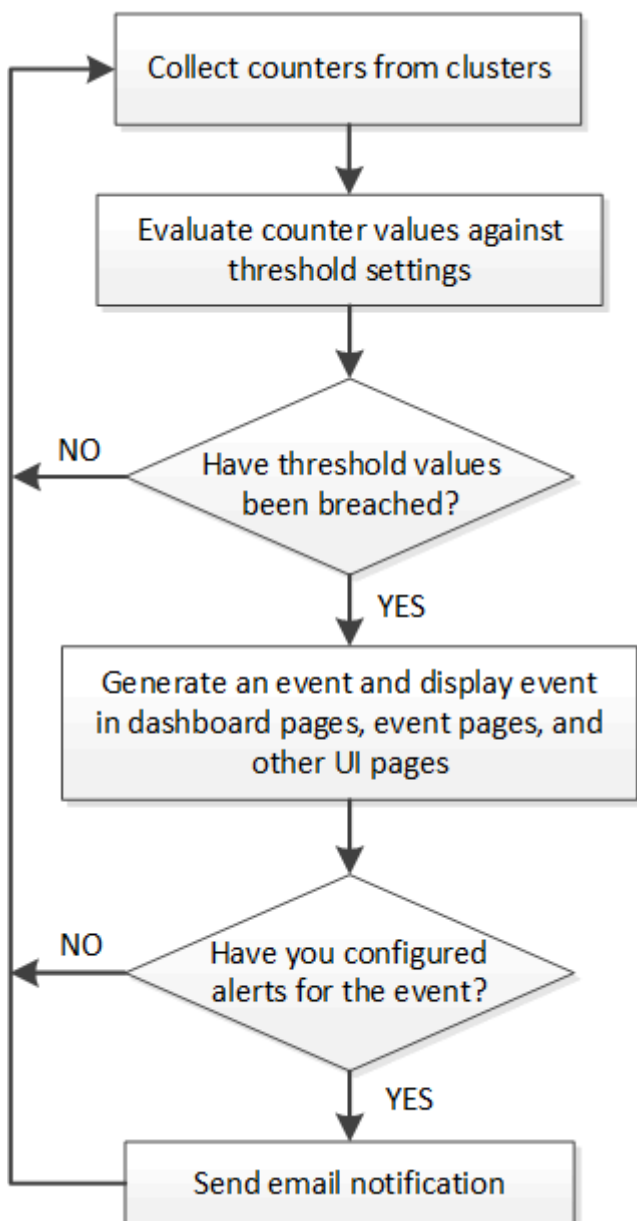 Collect counters from clusters
Evaluate counter values against
threshold settings
NO
Have threshold values
been breached?
YES
Generate an event and display event
in dashboard pages, event pages, and
other UI pages
NO
Have you configured
alerts for the event?
YES
Send email notification